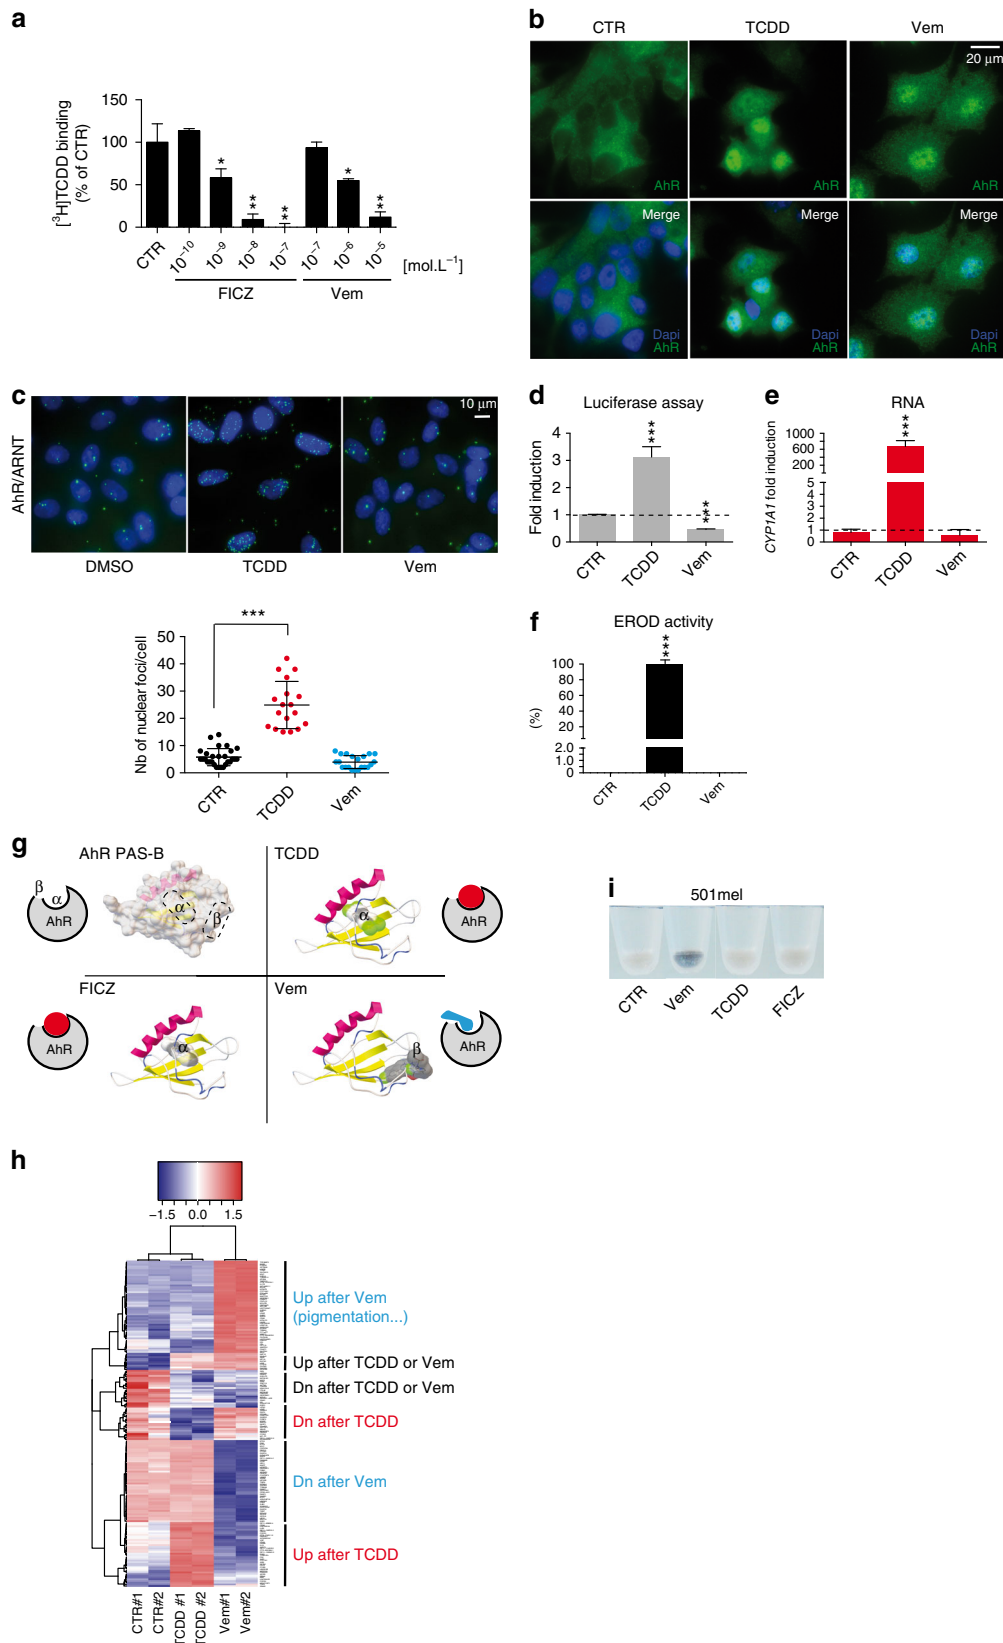 a
[³H]TCDD binding
(% of CTR)
150
100
50
0
*
**
**
*
**
CTR
10⁻¹⁰
10⁻⁹
10⁻⁸
10⁻⁷
10⁻⁷
10⁻⁶
10⁻⁵
[mol.L⁻¹]
FICZ
Vem
b
CTR
TCDD
Vem
20 µm
AhR
AhR
AhR
Merge
Merge
Merge
Dapi
AhR
Dapi
AhR
Dapi
AhR
c
AhR/ARNT
10 µm
DMSO
TCDD
Vem
Nb of nuclear foci/cell
50
40
30
20
10
0
***
CTR
TCDD
Vem
d
Luciferase assay
Fold induction
4
3
2
1
0
***
***
CTR
TCDD
Vem
e
RNA
CYP1A1 fold induction
1000
800
600
5
4
3
2
1
0
***
CTR
TCDD
Vem
f
EROD activity
(%)
100
80
60
40
20
2.0
1.0
0
***
CTR
TCDD
Vem
g
AhR PAS-B
β
α
AhR
α
β
TCDD
α
AhR
FICZ
AhR
α
Vem
β
AhR
i
501mel
CTR
Vem
TCDD
FICZ
h
−1.5
0.0
1.5
Up after Vem
(pigmentation...)
Up after TCDD or Vem
Dn after TCDD or Vem
Dn after TCDD
Dn after Vem
Up after TCDD
CTR#1
CTR#2
TCDD #1
TCDD #2
Vem#1
Vem#2